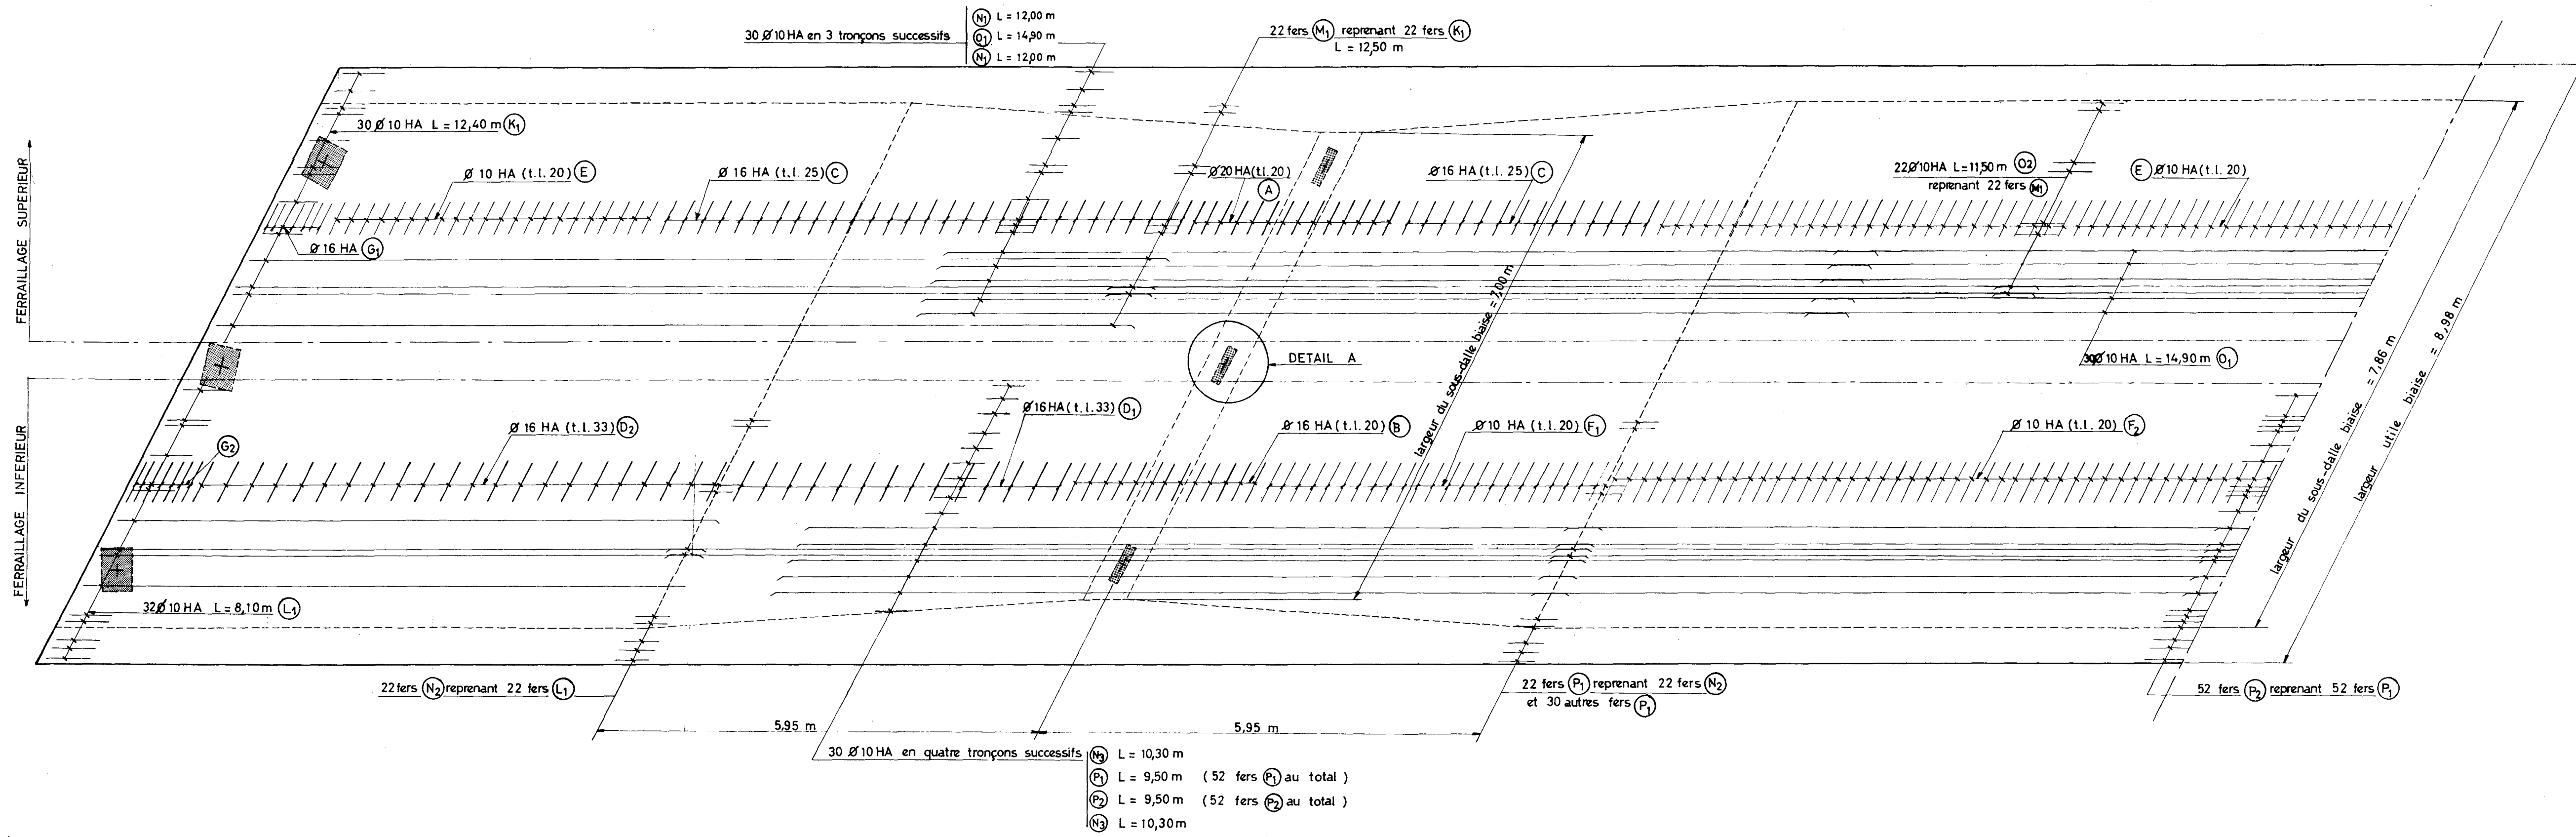 30 Ø 10 HA en 3 tronçons successifs
N1 L = 12,00 m
O1 L = 14,90 m
N1 L = 12,00 m
22 fers M1 reprenant 22 fers K1
L = 12,50 m
30 Ø 10 HA L = 12,40 m K1
Ø 10 HA (t.l. 20) E
Ø 16 HA (t.l. 25) C
Ø 20 HA (t.l. 20)
A
Ø 16 HA (t.l. 25) C
22 Ø 10 HA L = 11,50 m O2
reprenant 22 fers M1
E Ø 10 HA (t.l. 20)
Ø 16 HA G1
FERRAILLAGE SUPERIEUR
DETAIL A
largeur du sous-dalle biaise = 7,00 m
Ø 10 HA L = 14,90 m O1
largeur du sous-dalle biaise = 7,86 m
largeur utile biaise = 8,98 m
FERRAILLAGE INFERIEUR
G2
Ø 16 HA (t.l. 33) D2
Ø 16 HA (t.l. 33) D1
Ø 16 HA (t.l. 20) B
Ø 10 HA (t.l. 20) F1
Ø 10 HA (t.l. 20) F2
32 Ø 10 HA L = 8,10 m L1
22 fers N2 reprenant 22 fers L1
22 fers P1 reprenant 22 fers N2
et 30 autres fers P1
52 fers P2 reprenant 52 fers P1
5,95 m
5,95 m
30 Ø 10 HA en quatre tronçons successifs
N3 L = 10,30 m
P1 L = 9,50 m (52 fers P1 au total)
P2 L = 9,50 m (52 fers P2 au total)
N3 L = 10,30 m